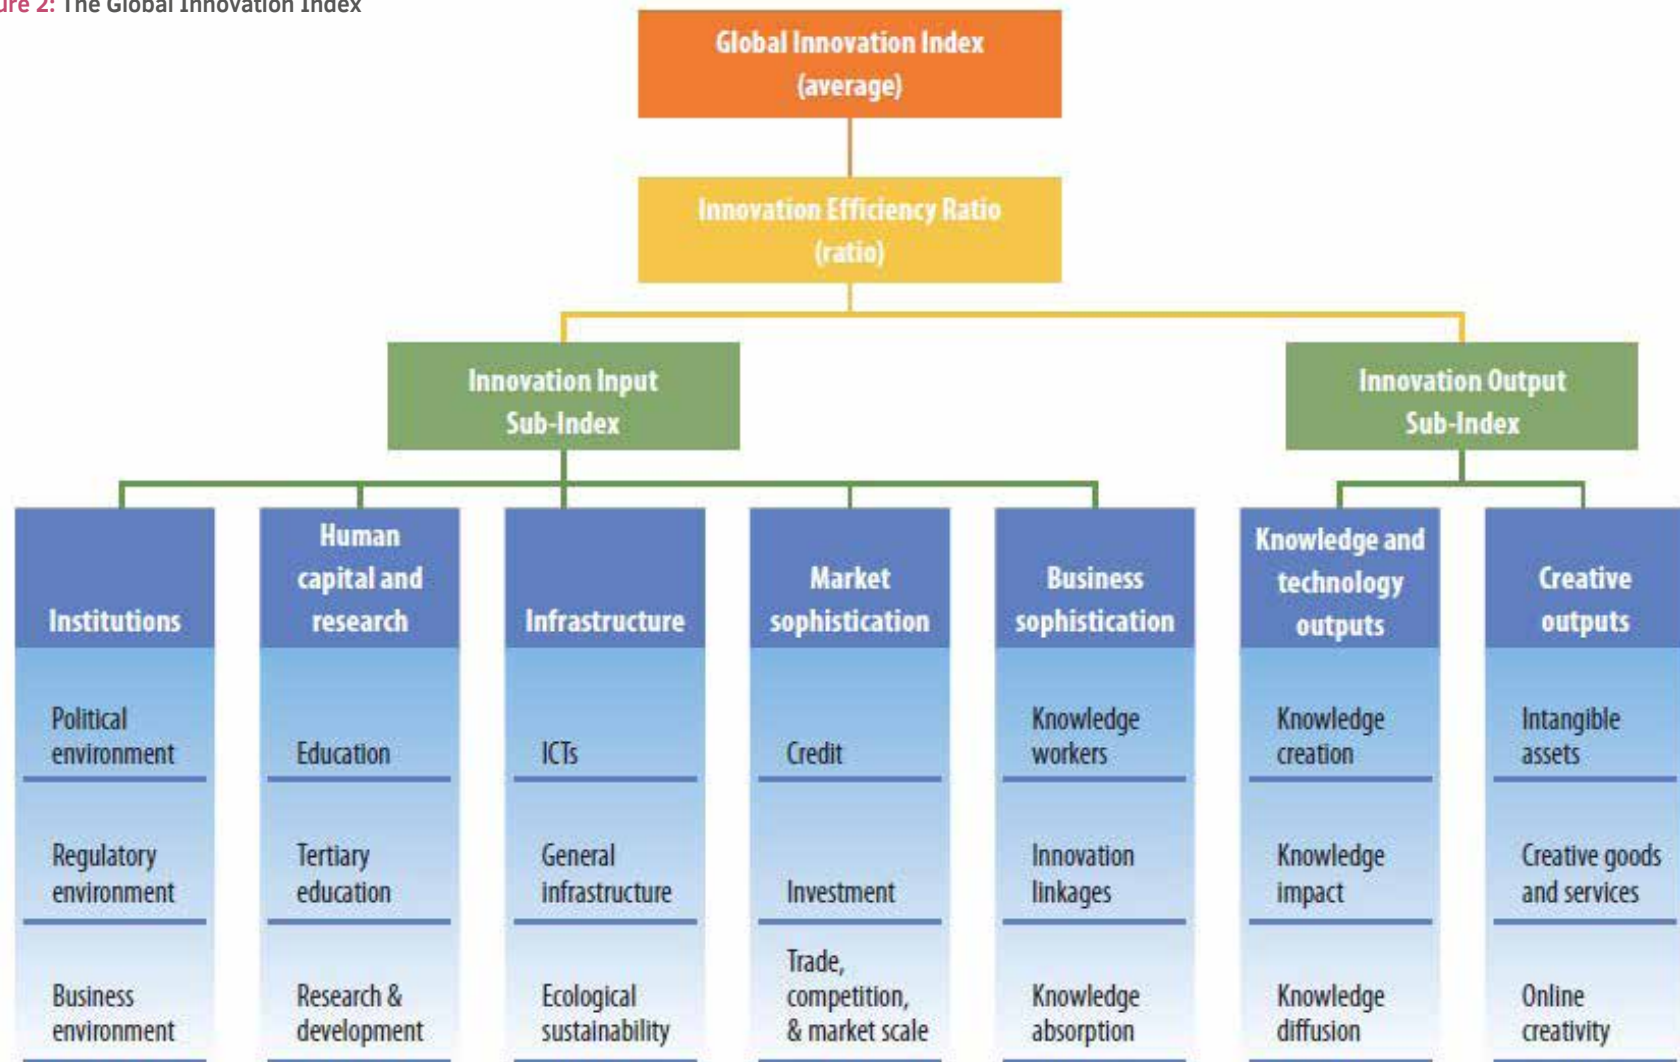 ure 2: The Global Innovation Index
Global Innovation Index
(average)
Innovation Efficiency Ratio
(ratio)
Innovation Input
Sub-Index
Innovation Output
Sub-Index
Institutions
Human
capital and
research
Infrastructure
Market
sophistication
Business
sophistication
Knowledge and
technology
outputs
Creative
outputs
Political
environment
Education
ICTs
Credit
Knowledge
workers
Knowledge
creation
Intangible
assets
Regulatory
environment
Tertiary
education
General
infrastructure
Investment
Innovation
linkages
Knowledge
impact
Creative goods
and services
Business
environment
Research &
development
Ecological
sustainability
Trade,
competition,
& market scale
Knowledge
absorption
Knowledge
diffusion
Online
creativity